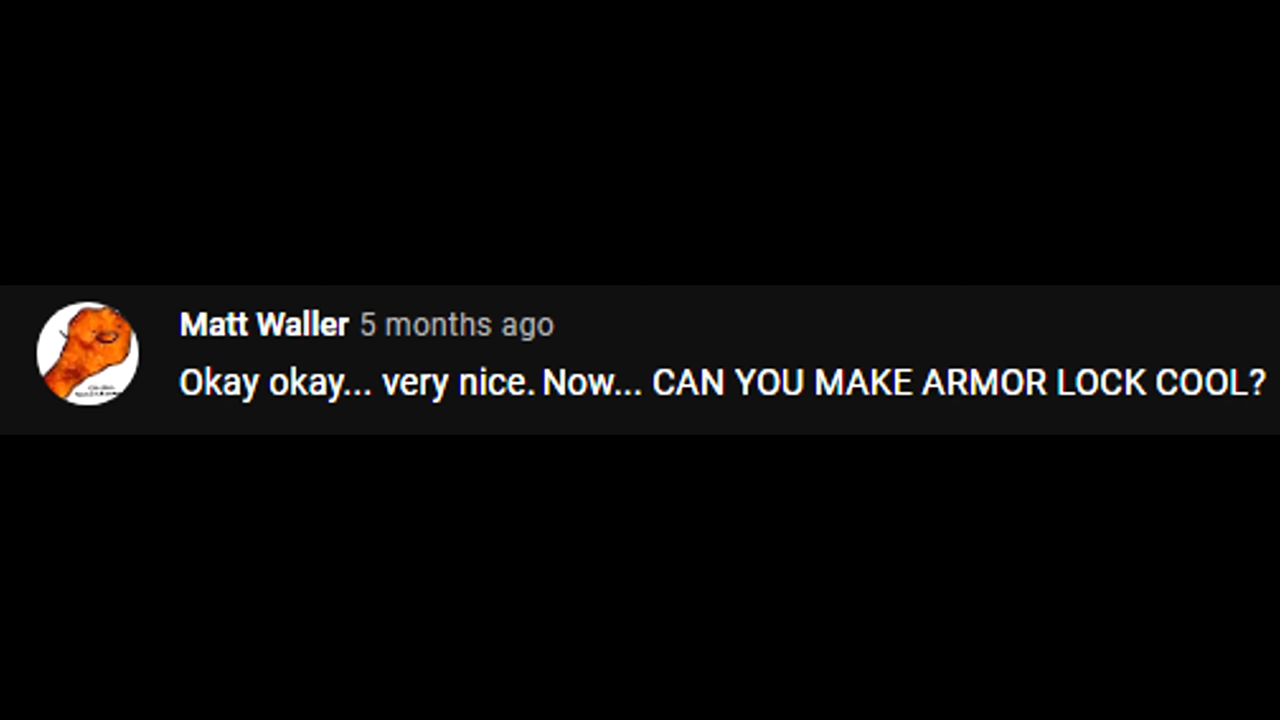 Matt Waller 5 months ago
Okay okay... very nice. Now... CAN YOU MAKE ARMOR LOCK COOL?